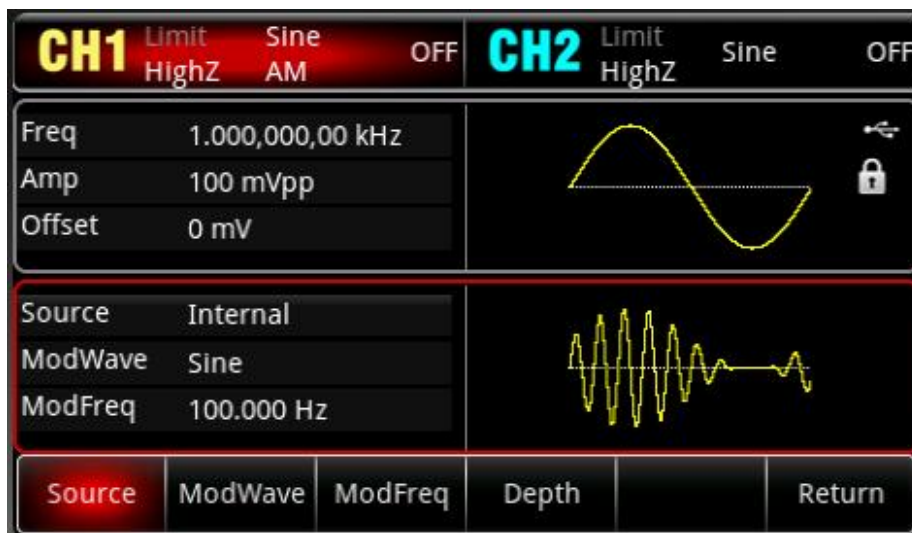 CH1 Limit Sine OFF
HighZ AM
CH2 Limit Sine OFF
HighZ
Freq 1.000,000,00 kHz
Amp 100 mVpp
Offset 0 mV
Source Internal
ModWave Sine
ModFreq 100.000 Hz
Source ModWave ModFreq Depth Return